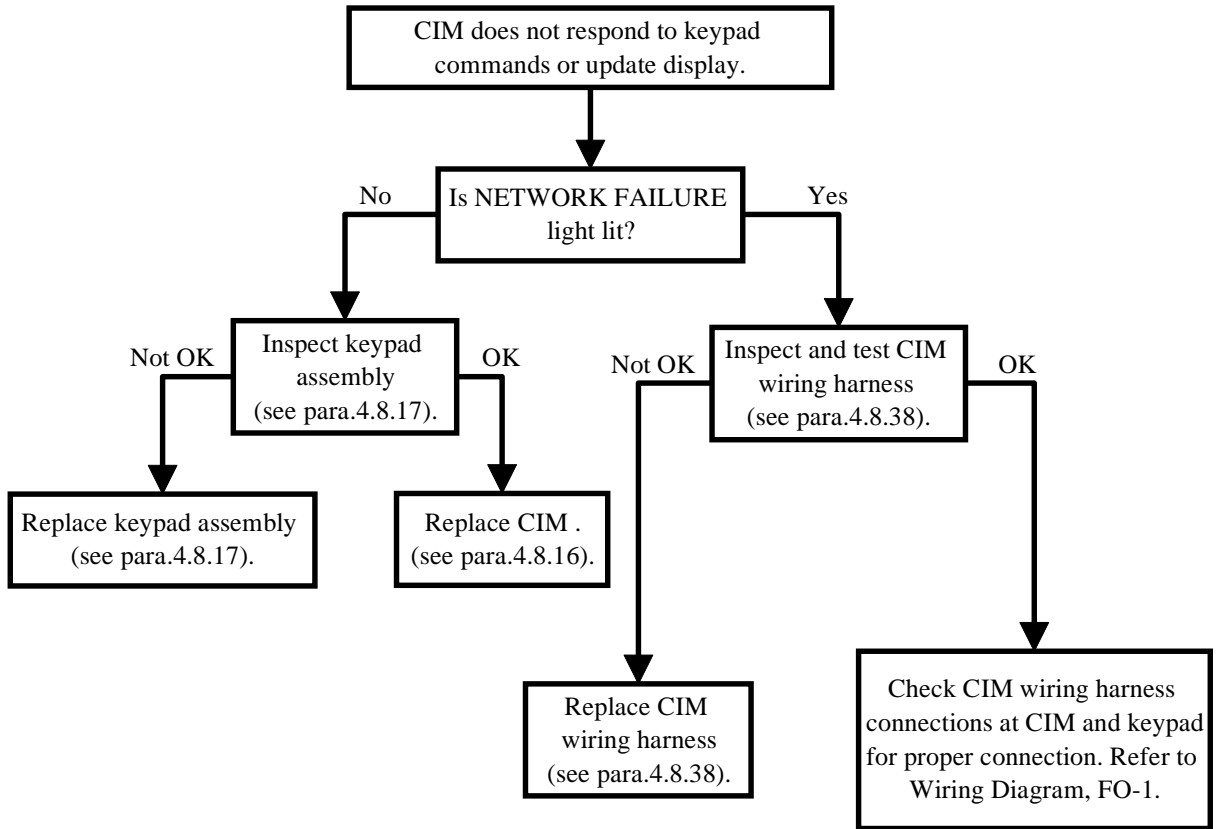 CIM does not respond to keypad
commands or update display.
No
Is NETWORK FAILURE
light lit?
Yes
Not OK
Inspect keypad
assembly
(see para.4.8.17).
OK
Not OK
Inspect and test CIM
wiring harness
(see para.4.8.38).
OK
Replace keypad assembly
(see para.4.8.17).
Replace CIM .
(see para.4.8.16).
Replace CIM
wiring harness
(see para.4.8.38).
Check CIM wiring harness
connections at CIM and keypad
for proper connection. Refer to
Wiring Diagram, FO-1.